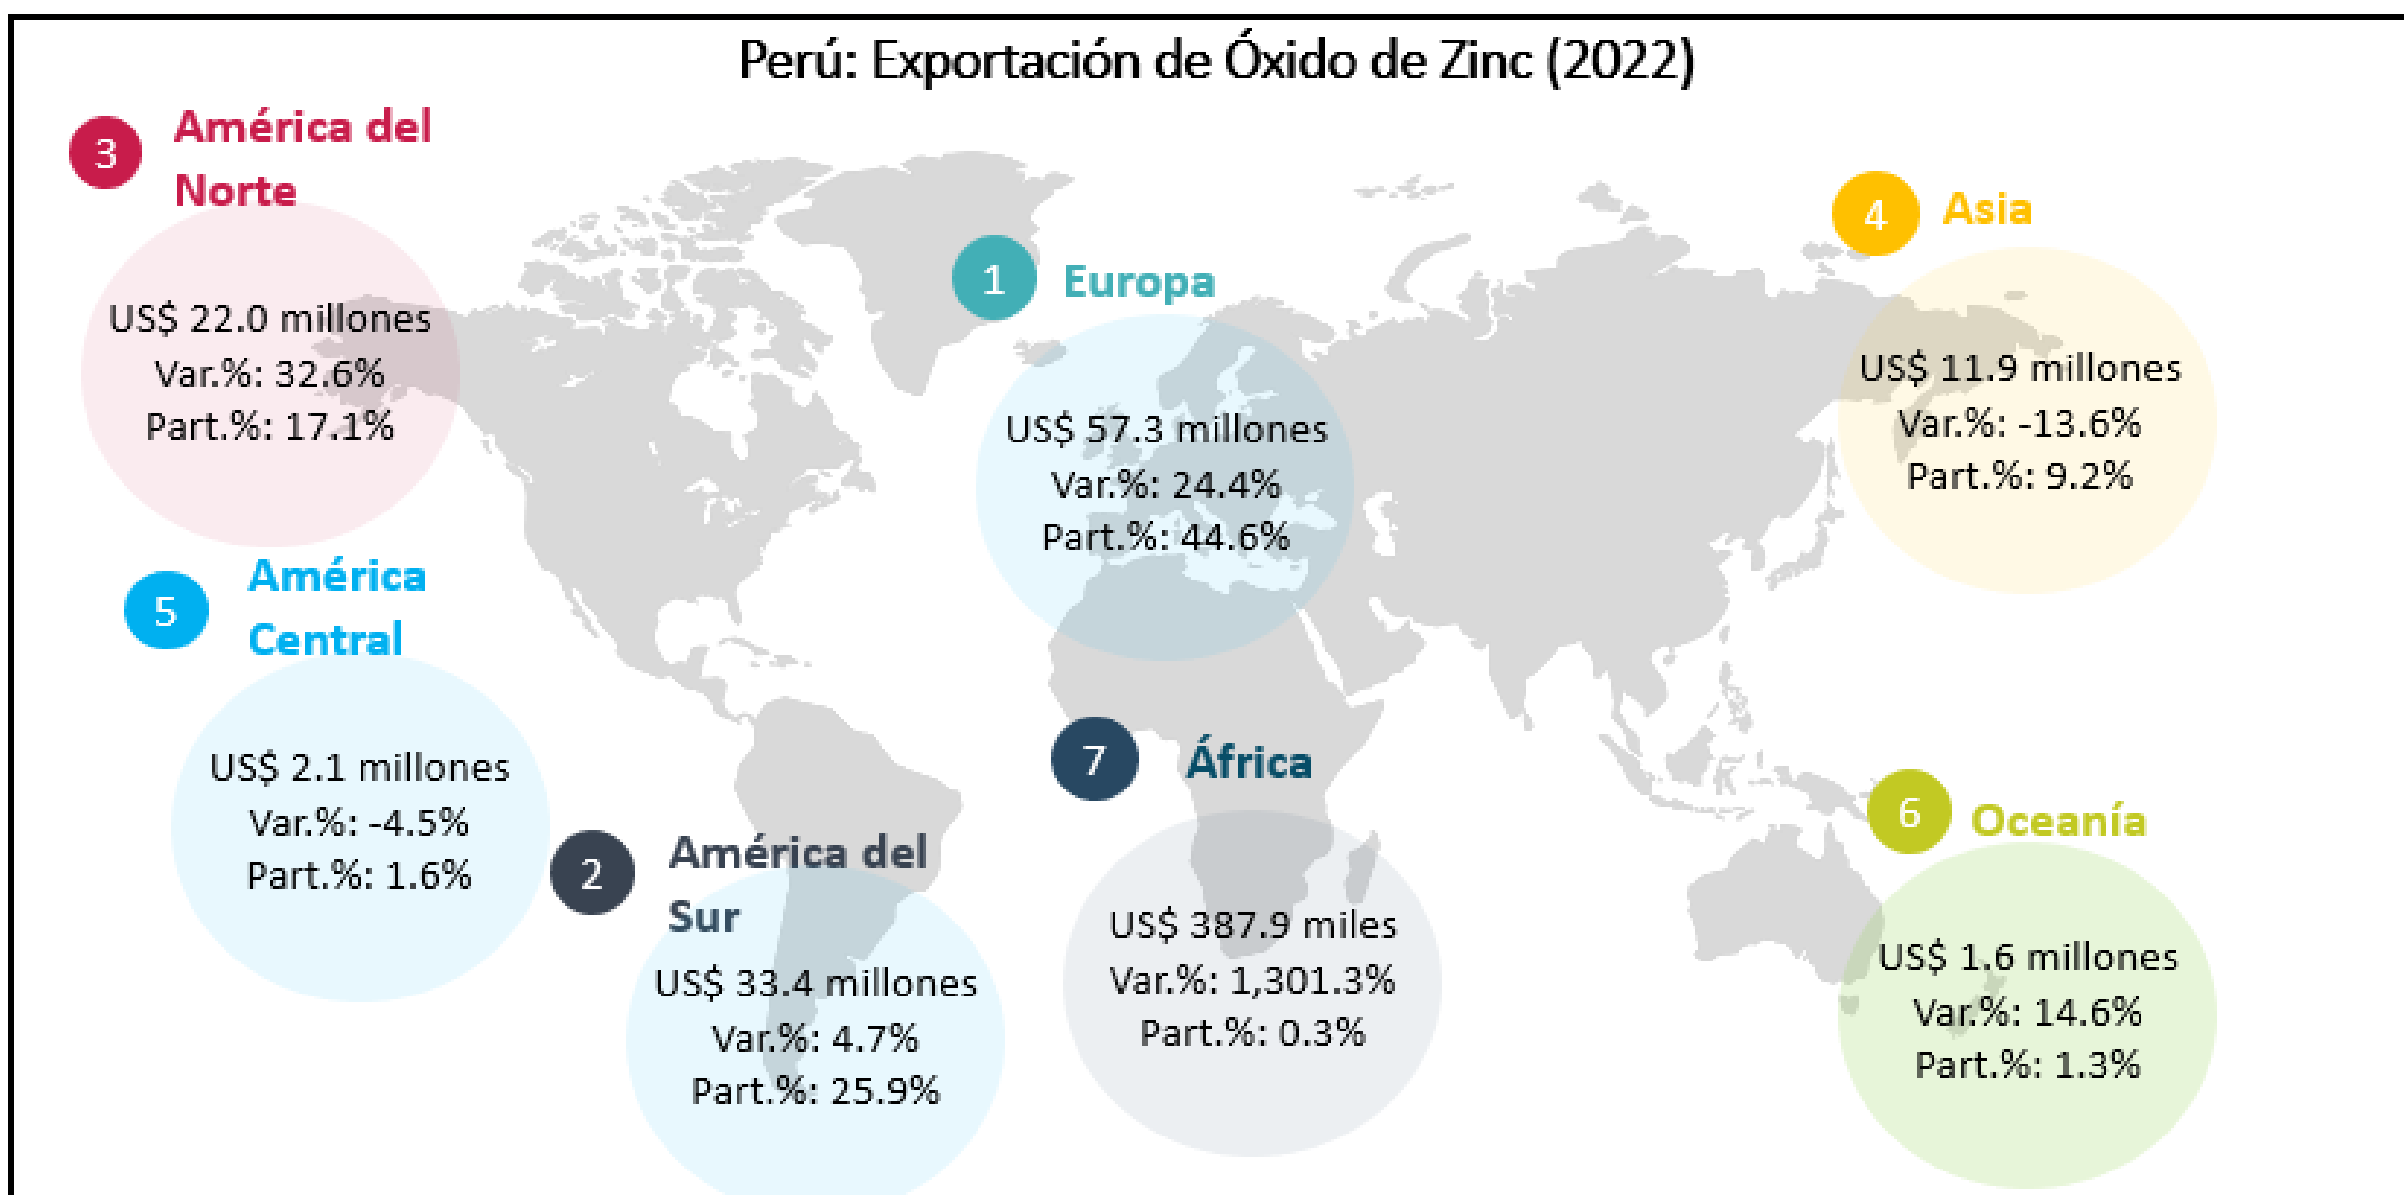 Perú: Exportación de Óxido de Zinc (2022)
3
América del
Norte
US$ 22.0 millones
Var.%: 32.6%
Part.%: 17.1%
1
Europa
US$ 57.3 millones
Var.%: 24.4%
Part.%: 44.6%
4
Asia
US$ 11.9 millones
Var.%: -13.6%
Part.%: 9.2%
5
América
Central
US$ 2.1 millones
Var.%: -4.5%
Part.%: 1.6%
2
América del
Sur
US$ 33.4 millones
Var.%: 4.7%
Part.%: 25.9%
7
África
US$ 387.9 miles
Var.%: 1,301.3%
Part.%: 0.3%
6
Oceanía
US$ 1.6 millones
Var.%: 14.6%
Part.%: 1.3%